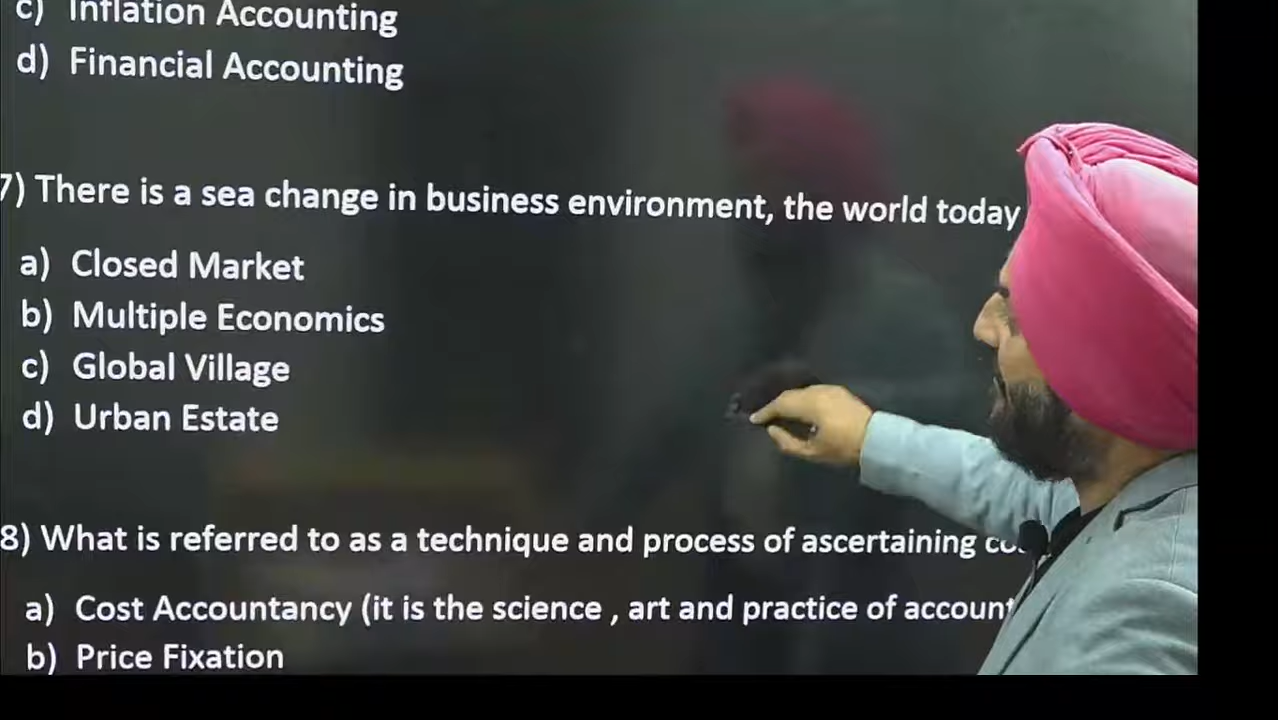 c) Inflation Accounting
d) Financial Accounting
7) There is a sea change in business environment, the world today
a) Closed Market
b) Multiple Economics
c) Global Village
d) Urban Estate
8) What is referred to as a technique and process of ascertaining
a) Cost Accountancy (it is the science , art and practice of
b) Price Fixation